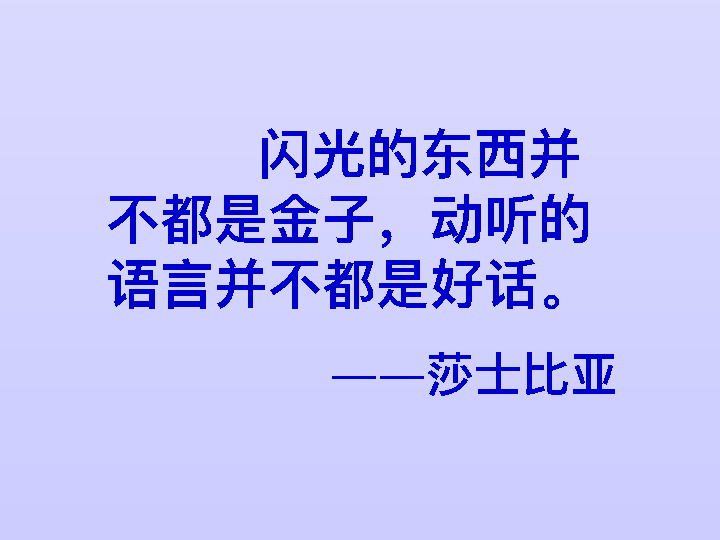 闪光的东西并
不都是金子，动听的
语言并不都是好话。
——莎士比亚